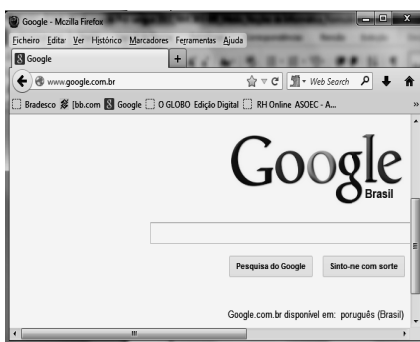 Google - Mozilla Firefox
Ficheiro Editar Ver Histórico Marcadores Ferramentas Ajuda
Google
www.google.com.br Web Search
Bradesco [bb.com Google O GLOBO Edição Digital RH Online ASOEC - A... »
Google
Brasil
Pesquisa do Google Sinto-ne com sorte
Google.com.br disponível em: poruguês (Brasil)